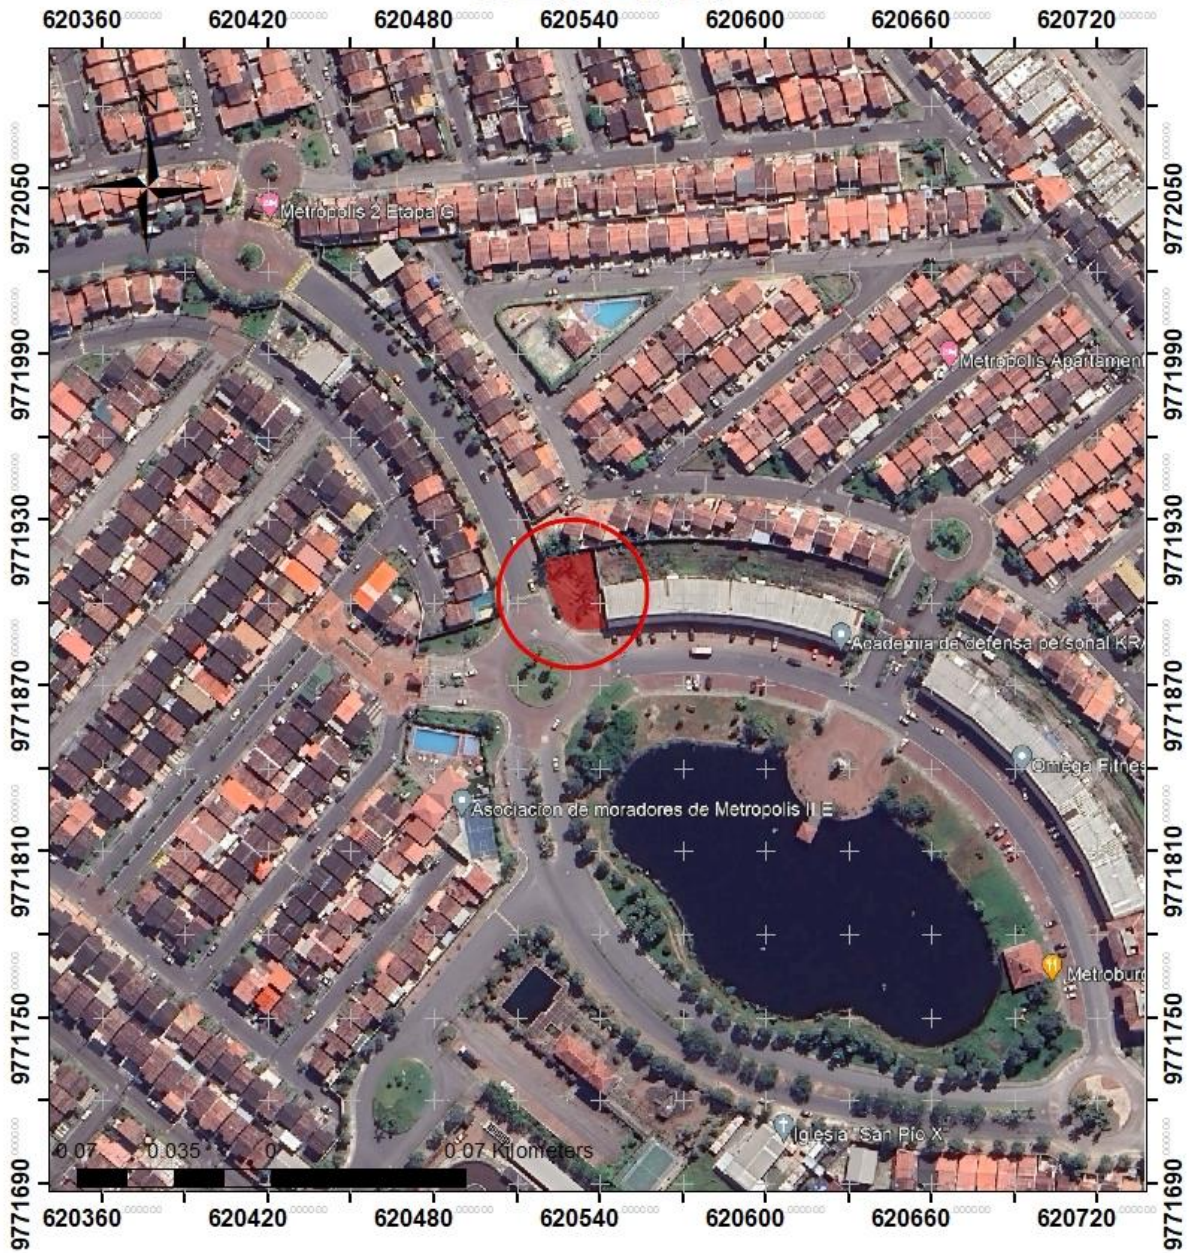 620360 620420 620480 620540 620600 620660 620720
9772050 9772050
Metropolis 2 Etapa G
9771990 9771990
Metropolis Apartament
9771930 9771930
Academia de defensa personal KR
9771870 9771870
Omega Fitnes
Asociacion de moradores de Metropolis II E
9771810 9771810
Metroburg
9771750 9771750
Iglesia "San Pio X"
0.07 0.035 0 0.07 Kilometers
9771690 9771690
620360 620420 620480 620540 620600 620660 620720